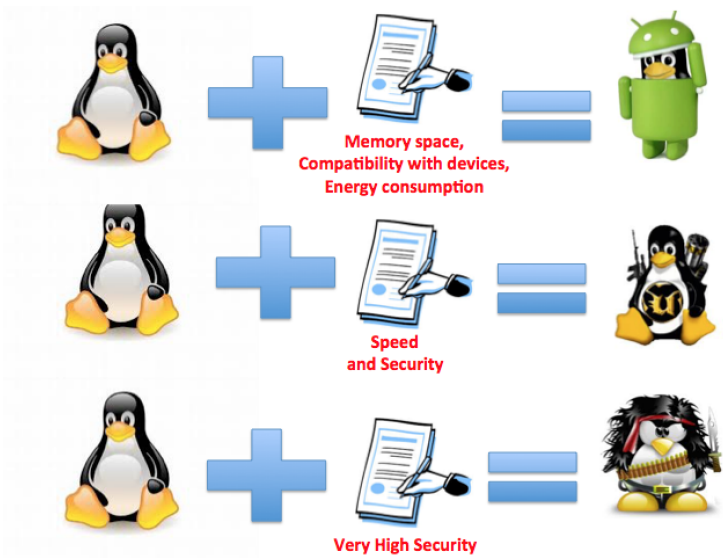 Memory space,
Compatibility with devices,
Energy consumption
Speed
and Security
Very High Security